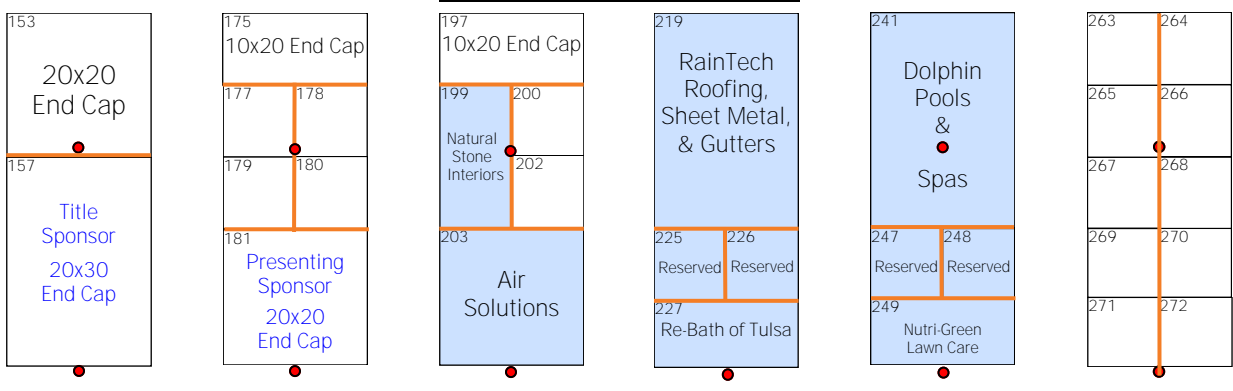 153
20x20
End Cap
157
Title
Sponsor
20x30
End Cap
175
10x20 End Cap
177 178
179 180
181
Presenting
Sponsor
20x20
End Cap
197
10x20 End Cap
199 200
Natural
Stone
Interiors
202
203
Air
Solutions
219
RainTech
Roofing,
Sheet Metal,
& Gutters
225 226
Reserved Reserved
227
Re-Bath of Tulsa
241
Dolphin
Pools
&
Spas
247 248
Reserved Reserved
249
Nutri-Green
Lawn Care
263 264
265 266
267 268
269 270
271 272